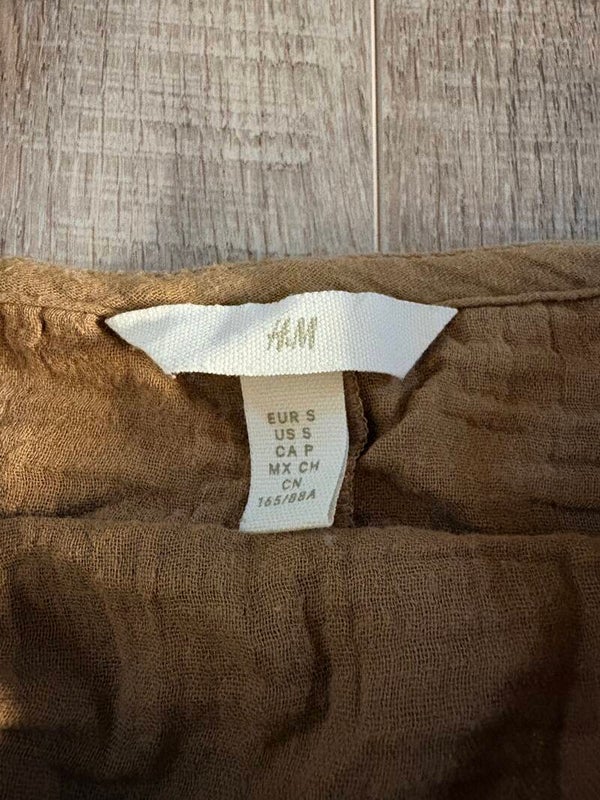 H&M
EUR S
US S
CA P
MX CH
CN
165/88A